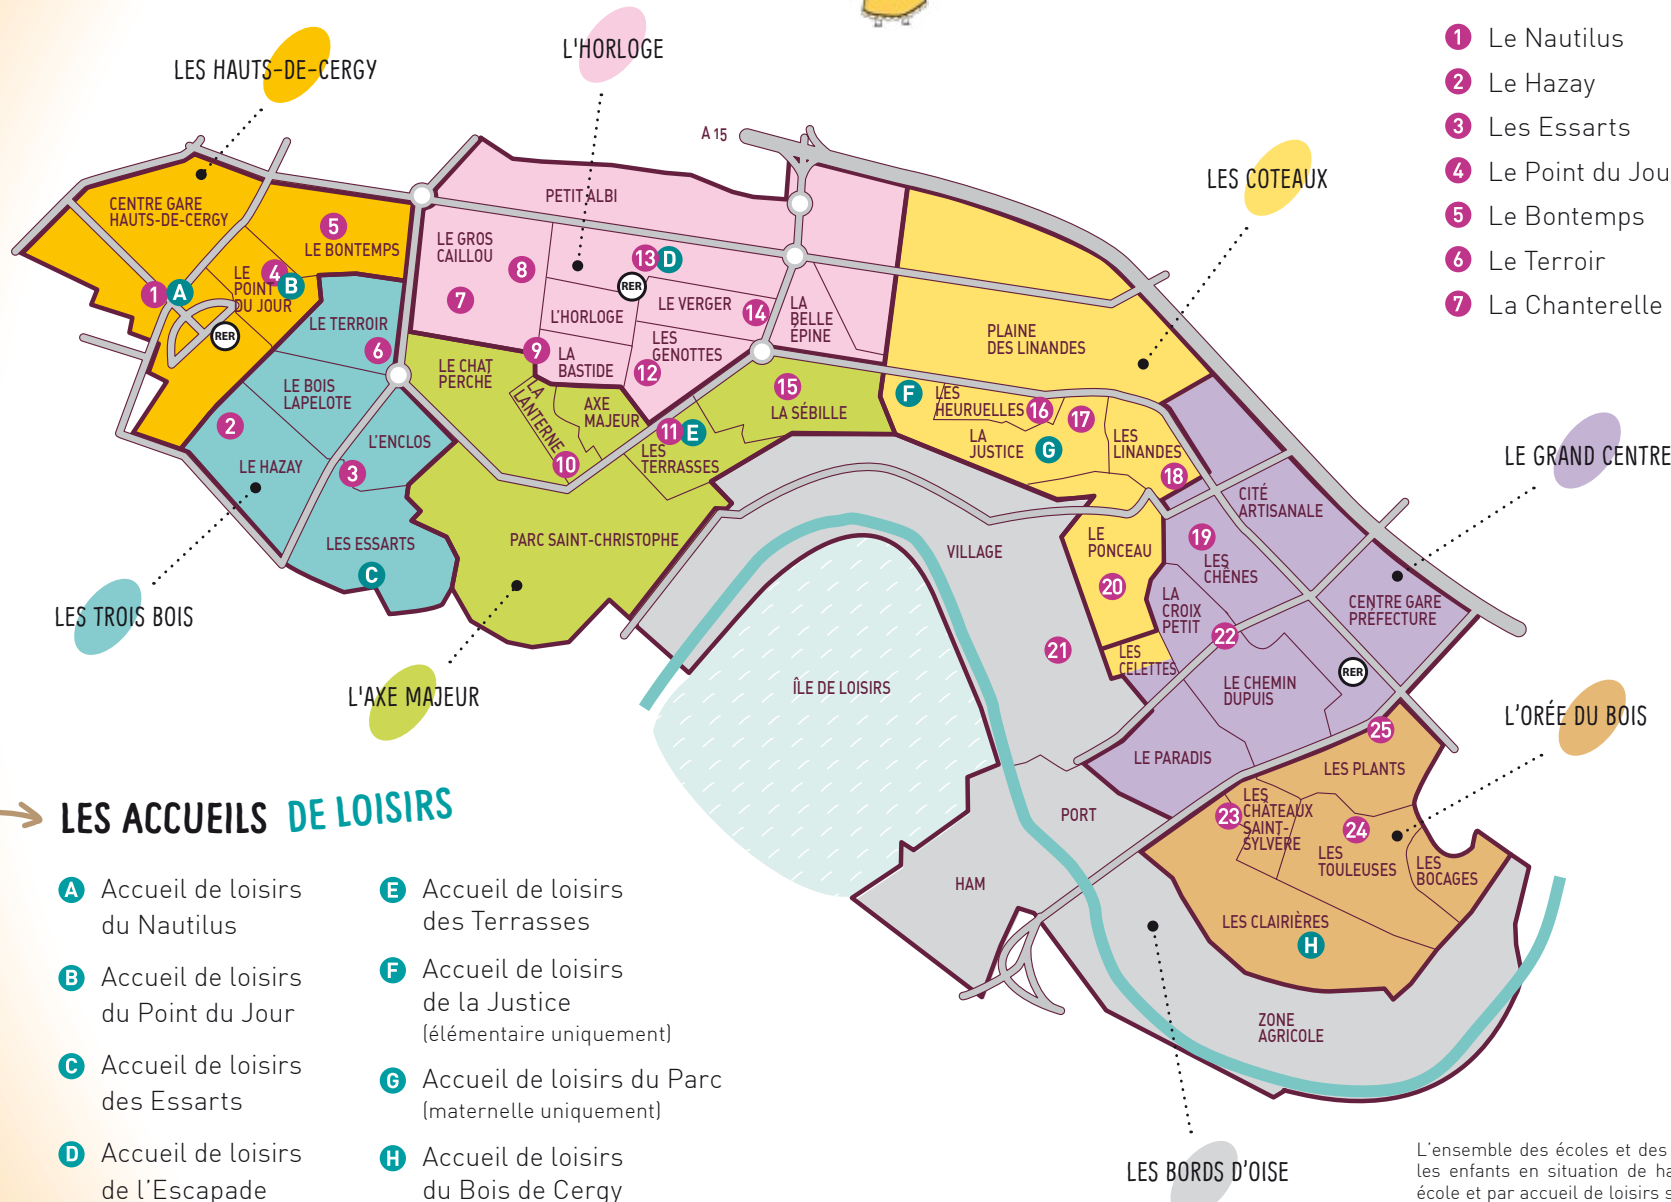 LES HAUTS-DE-CERGY
L'HORLOGE
A 15
LES COTEAUX
LE GRAND CENTRE
L'ORÉE DU BOIS
LES BORDS D'OISE
L'AXE MAJEUR
LES TROIS BOIS
1 Le Nautilus
2 Le Hazay
3 Les Essarts
4 Le Point du Jou
5 Le Bontemps
6 Le Terroir
7 La Chanterelle
CENTRE GARE
HAUTS-DE-CERGY
5
LE BONTEMPS
LE
POINT
DU JOUR
4
B
1
A
RER
LE TERROIR
6
LE BOIS
LAPELOTE
2
LE HAZAY
L'ENCLOS
3
LES ESSARTS
C
PETIT ALBI
LE GROS
CAILLOU
8
7
13
D
RER
L'HORLOGE
LE VERGER
14
LA
BELLE
ÉPINE
9
LA
BASTIDE
LES
GENOTTES
12
LE CHAT
PERCHÉ
LA
LANTERNE
10
AXE
MAJEUR
11
E
LES
TERRASSES
15
LA SÉBILLE
PARC SAINT-CHRISTOPHE
PLAINE
DES LINANDES
F
LES
HEURUELLES
16
17
LA
JUSTICE
G
LES
LINANDES
18
LE
PONCEAU
20
LES
CELETTES
CITÉ
ARTISANALE
19
LES
CHÊNES
LA
CROIX
PETIT
22
CENTRE GARE
PRÉFECTURE
RER
LE CHEMIN
DUPUIS
LE PARADIS
VILLAGE
21
ÎLE DE LOISIRS
PORT
HAM
ZONE
AGRICOLE
25
LES PLANTS
23
LES
CHÂTEAUX
SAINT-
SYLVÈRE
24
LES
TOULEUSES
LES
BOCAGES
LES CLAIRIÈRES
H
LES ACCUEILS DE LOISIRS
A Accueil de loisirs
du Nautilus
B Accueil de loisirs
du Point du Jour
C Accueil de loisirs
des Essarts
D Accueil de loisirs
de l'Escapade
E Accueil de loisirs
des Terrasses
F Accueil de loisirs
de la Justice
(élémentaire uniquement)
G Accueil de loisirs du Parc
(maternelle uniquement)
H Accueil de loisirs
du Bois de Cergy
L'ensemble des écoles et des
les enfants en situation de ha
école et par accueil de loisirs s